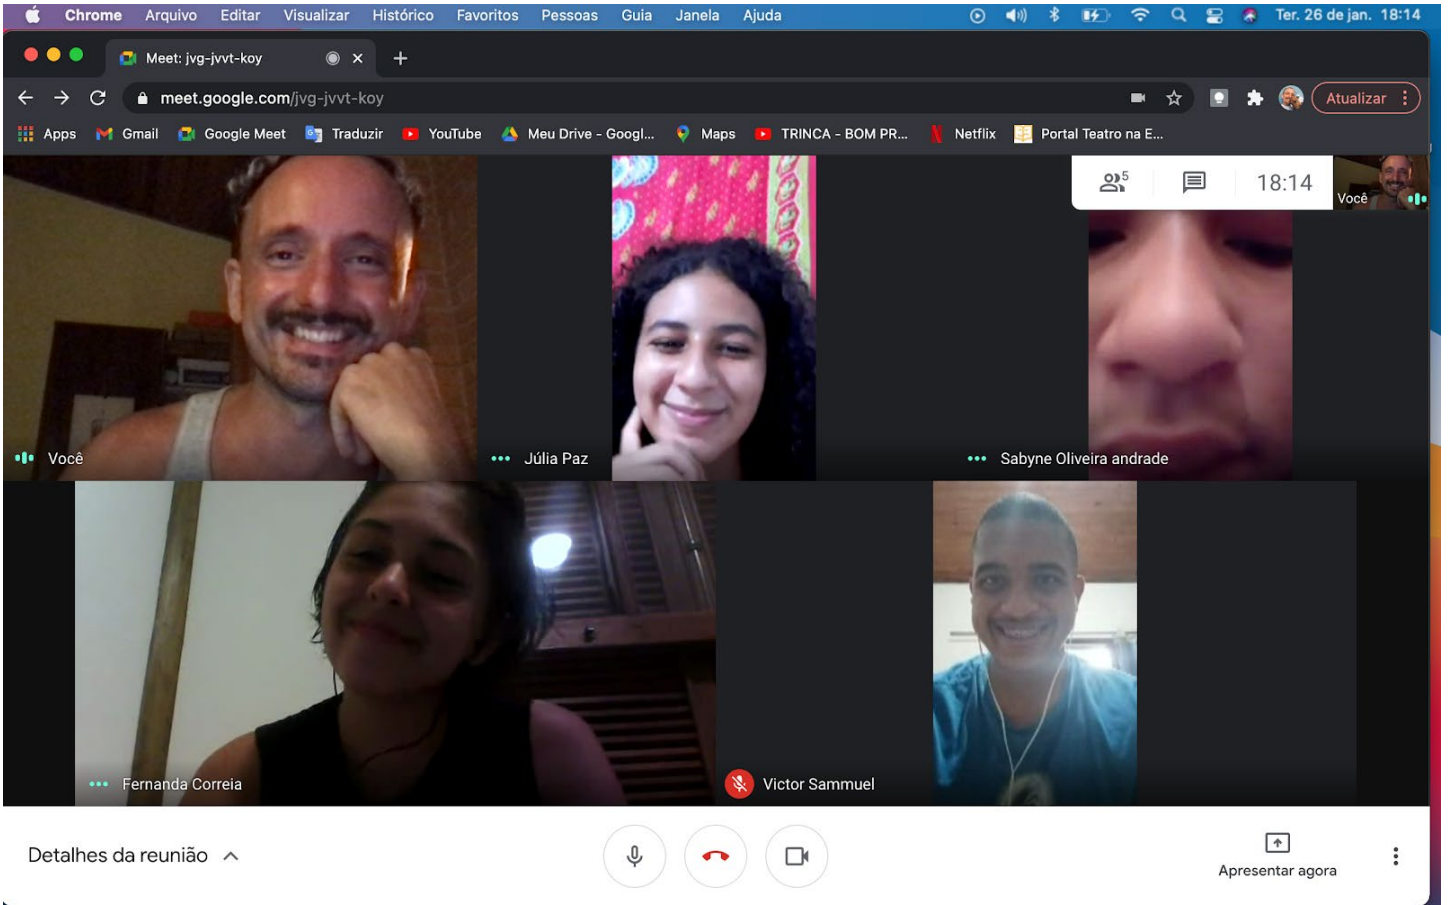 Chrome Arquivo Editar Visualizar Histórico Favoritos Pessoas Guia Janela Ajuda Ter. 26 de jan. 18:14
Meet: jvg-jvvt-koy
meet.google.com/jvg-jvvt-koy Atualizar
Apps Gmail Google Meet Traduzir YouTube Meu Drive - Googl... Maps TRINCA - BOM PR... Netflix Portal Teatro na E...
5 18:14 Você
Você Júlia Paz Sabyne Oliveira andrade
Fernanda Correia Victor Sammuel
Detalhes da reunião
Apresentar agora